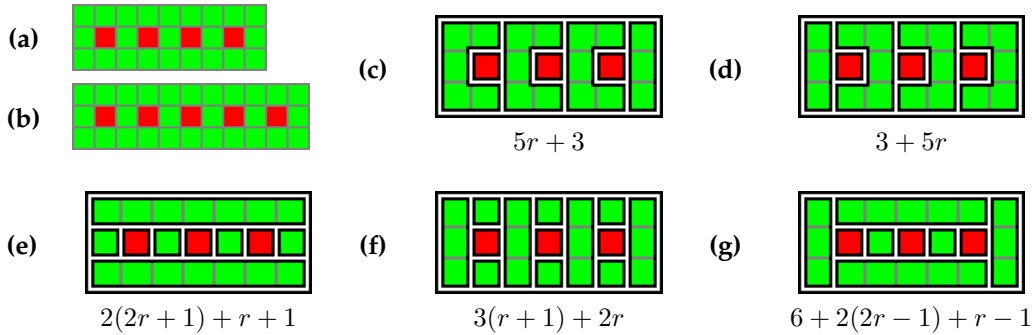 (a)
(b)
(c)
5r + 3
(d)
3 + 5r
(e)
2(2r + 1) + r + 1
(f)
3(r + 1) + 2r
(g)
6 + 2(2r − 1) + r − 1